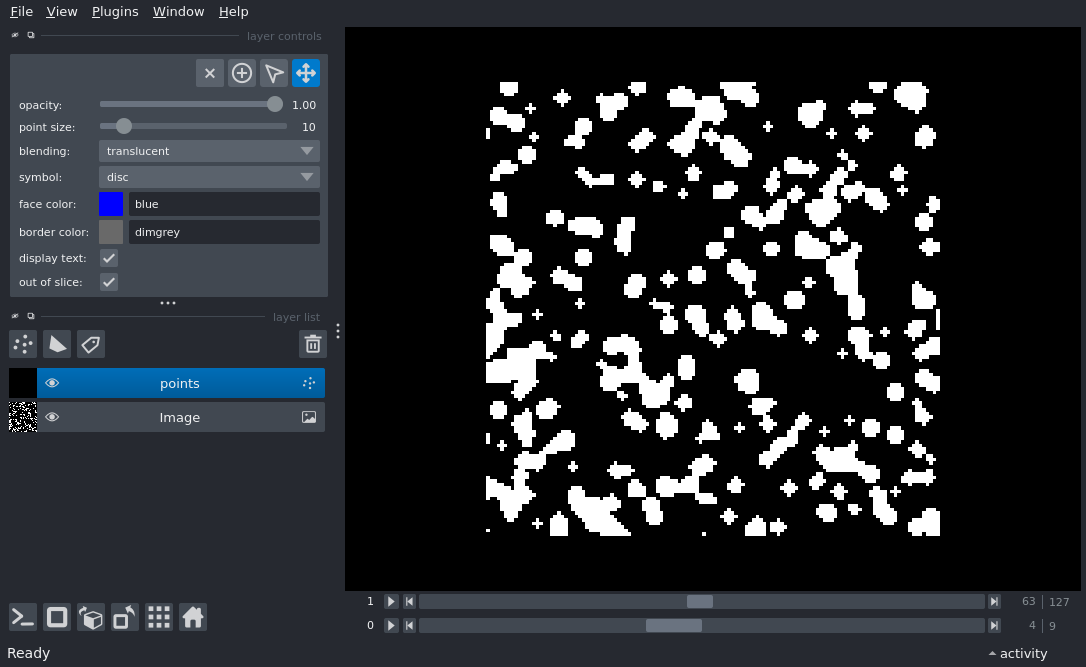 File View Plugins Window Help
layer controls
opacity: 1.00
point size: 10
blending: translucent
symbol: disc
face color: blue
border color: dimgrey
display text:
out of slice:
layer list
points
Image
1 63 127
0 4 9
Ready activity